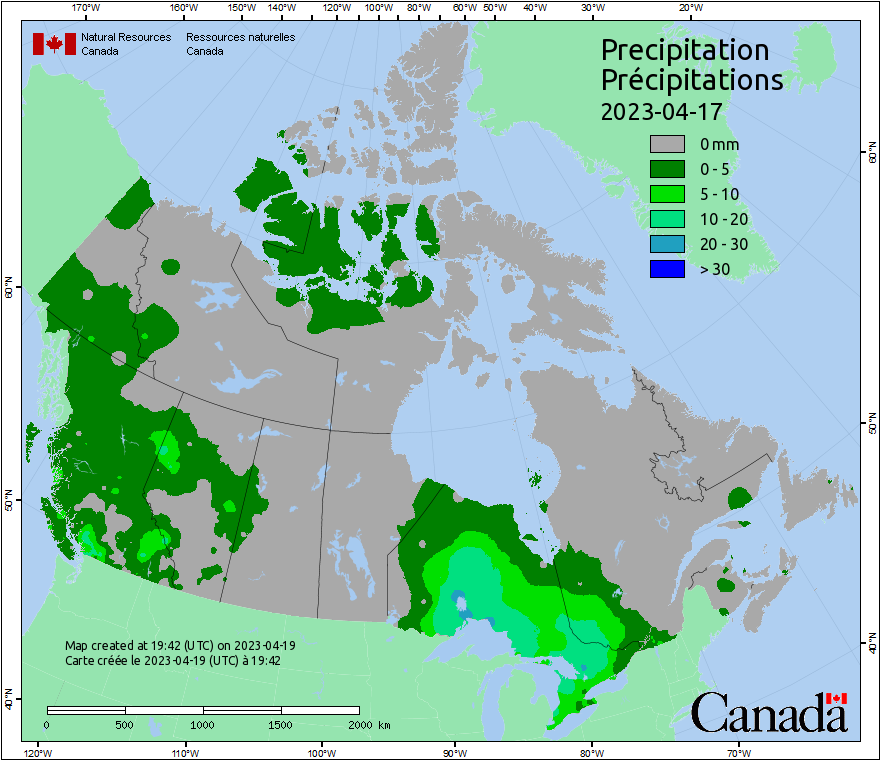 170°W 160°W 150°W 140°W 120°W 100°W 80°W 60°W 50°W 40°W 30°W 20°W
Natural Resources Canada
Ressources naturelles Canada
Precipitation
Précipitations
2023-04-17
0 mm
0 - 5
5 - 10
10 - 20
20 - 30
> 30
60°N
60°N
50°N
50°N
40°N
40°N
Map created at 19:42 (UTC) on 2023-04-19
Carte créée le 2023-04-19 (UTC) à 19:42
0 500 1000 1500 2000 km
Canada
120°W 110°W 100°W 90°W 80°W 70°W